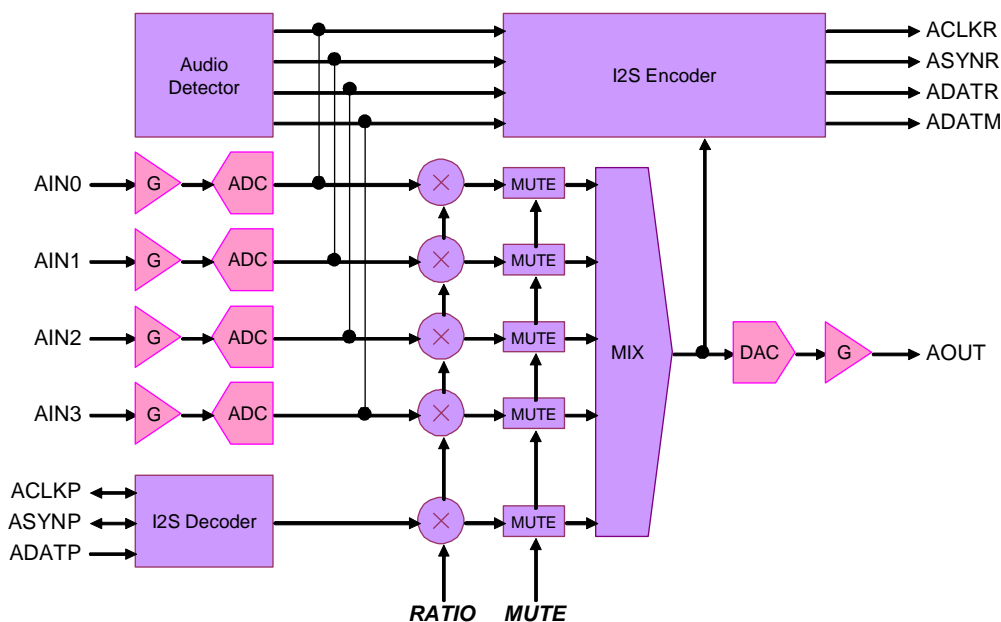 Audio
Detector
I2S Encoder
ACLKR
ASYNR
ADATR
ADATM
AIN0
G
ADC
×
MUTE
AIN1
G
ADC
×
MUTE
AIN2
G
ADC
×
MUTE
MIX
DAC
G
AOUT
AIN3
G
ADC
×
MUTE
ACLKP
ASYNP
ADATP
I2S Decoder
×
MUTE
RATIO
MUTE